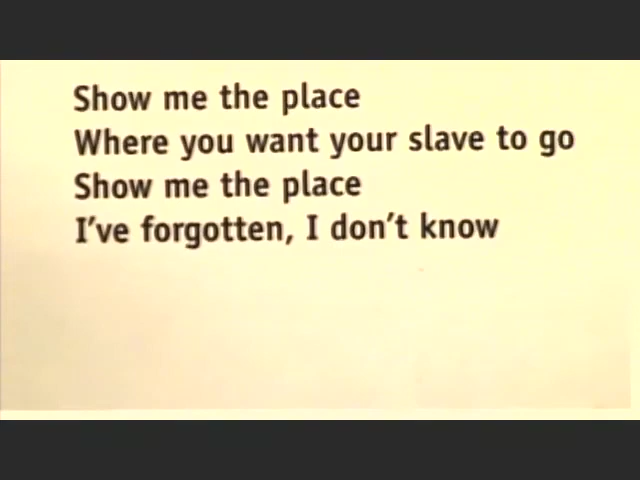 Show me the place
Where you want your slave to go
Show me the place
I've forgotten, I don't know